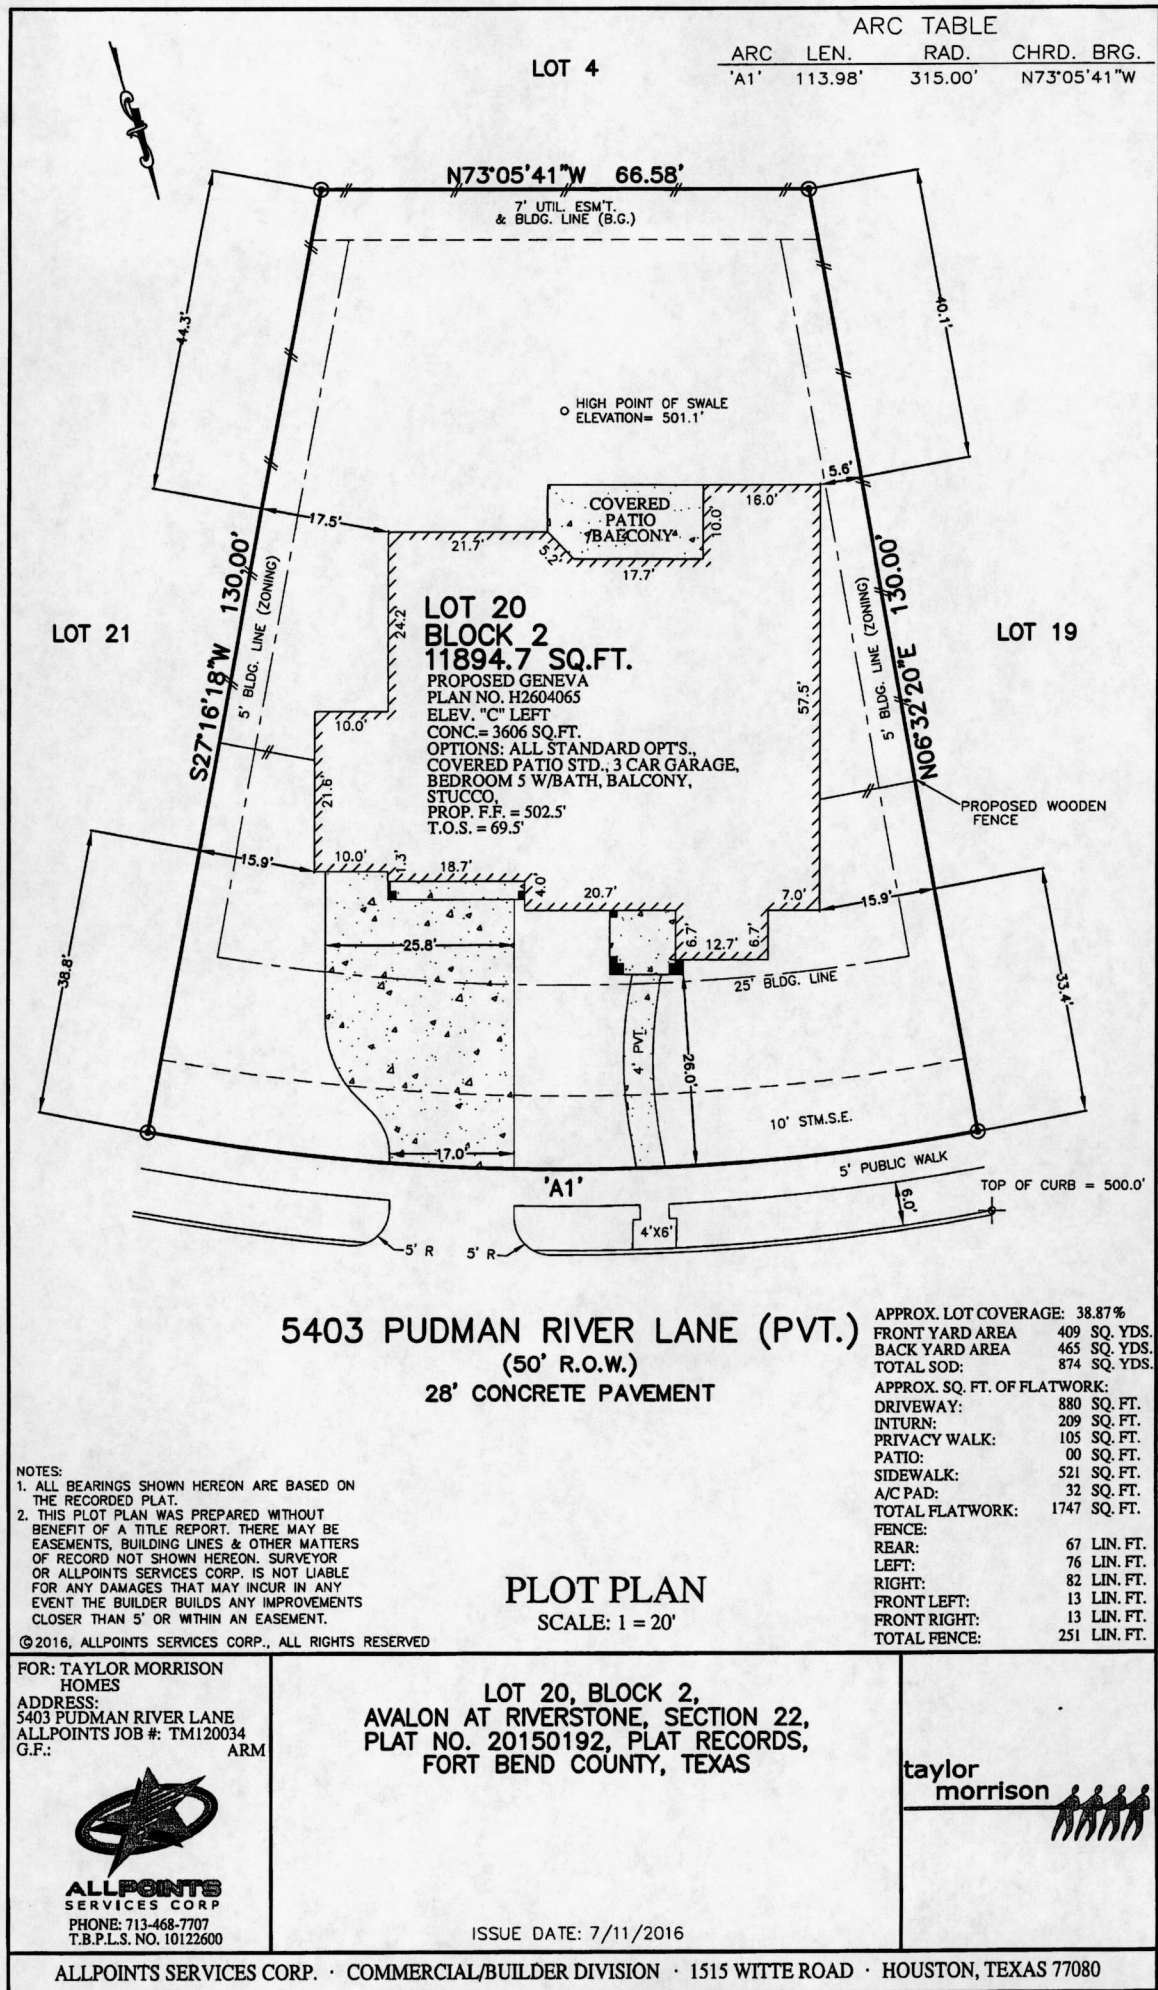 ARC TABLE
ARC LEN. RAD. CHRD. BRG.
'A1' 113.98' 315.00' N73°05'41"W
LOT 4
N73°05'41"W 66.58'
7' UTIL. ESM'T.
& BLDG. LINE (B.G.)
44.3'
40.1'
HIGH POINT OF SWALE
ELEVATION= 501.1'
5.6'
17.5'
COVERED
PATIO
/BALCONY
16.0'
10.0'
21.7'
5.2'
17.7'
S27°16'18"W 130.00'
5' BLDG. LINE (ZONING)
24.2'
LOT 21
LOT 20
BLOCK 2
11894.7 SQ.FT.
PROPOSED GENEVA
PLAN NO. H2604065
ELEV. "C" LEFT
CONC.= 3606 SQ.FT.
OPTIONS: ALL STANDARD OPT'S.,
COVERED PATIO STD., 3 CAR GARAGE,
BEDROOM 5 W/BATH, BALCONY,
STUCCO,
PROP. F.F. = 502.5'
T.O.S. = 69.5'
57.5'
5' BLDG. LINE (ZONING)
N06°32'20"E 130.00'
LOT 19
10.0'
21.6'
PROPOSED WOODEN
FENCE
15.9'
10.0'
1.3'
18.7'
4.0'
20.7'
7.0'
15.9'
6.7'
12.7'
6.7'
25.8'
38.8'
25' BLDG. LINE
33.4'
4' PVT.
26.0'
10' STM.S.E.
17.0'
'A1'
5' PUBLIC WALK
6.0'
TOP OF CURB = 500.0'
4'X6'
5' R 5' R
5403 PUDMAN RIVER LANE (PVT.)
(50' R.O.W.)
28' CONCRETE PAVEMENT
APPROX. LOT COVERAGE: 38.87%
FRONT YARD AREA 409 SQ. YDS.
BACK YARD AREA 465 SQ. YDS.
TOTAL SOD: 874 SQ. YDS.
APPROX. SQ. FT. OF FLATWORK:
DRIVEWAY: 880 SQ. FT.
INTURN: 209 SQ. FT.
PRIVACY WALK: 105 SQ. FT.
PATIO: 00 SQ. FT.
SIDEWALK: 521 SQ. FT.
A/C PAD: 32 SQ. FT.
TOTAL FLATWORK: 1747 SQ. FT.
FENCE:
REAR: 67 LIN. FT.
LEFT: 76 LIN. FT.
RIGHT: 82 LIN. FT.
FRONT LEFT: 13 LIN. FT.
FRONT RIGHT: 13 LIN. FT.
TOTAL FENCE: 251 LIN. FT.
NOTES:
1. ALL BEARINGS SHOWN HEREON ARE BASED ON
THE RECORDED PLAT.
2. THIS PLOT PLAN WAS PREPARED WITHOUT
BENEFIT OF A TITLE REPORT. THERE MAY BE
EASEMENTS, BUILDING LINES & OTHER MATTERS
OF RECORD NOT SHOWN HEREON. SURVEYOR
OR ALLPOINTS SERVICES CORP. IS NOT LIABLE
FOR ANY DAMAGES THAT MAY INCUR IN ANY
EVENT THE BUILDER BUILDS ANY IMPROVEMENTS
CLOSER THAN 5' OR WITHIN AN EASEMENT.
©2016, ALLPOINTS SERVICES CORP., ALL RIGHTS RESERVED
PLOT PLAN
SCALE: 1 = 20'
FOR: TAYLOR MORRISON
HOMES
ADDRESS:
5403 PUDMAN RIVER LANE
ALLPOINTS JOB #: TM120034
G.F.: ARM
ALLPOINTS
SERVICES CORP
PHONE: 713-468-7707
T.B.P.L.S. NO. 10122600
LOT 20, BLOCK 2,
AVALON AT RIVERSTONE, SECTION 22,
PLAT NO. 20150192, PLAT RECORDS,
FORT BEND COUNTY, TEXAS
ISSUE DATE: 7/11/2016
taylor
morrison
ALLPOINTS SERVICES CORP. · COMMERCIAL/BUILDER DIVISION · 1515 WITTE ROAD · HOUSTON, TEXAS 77080